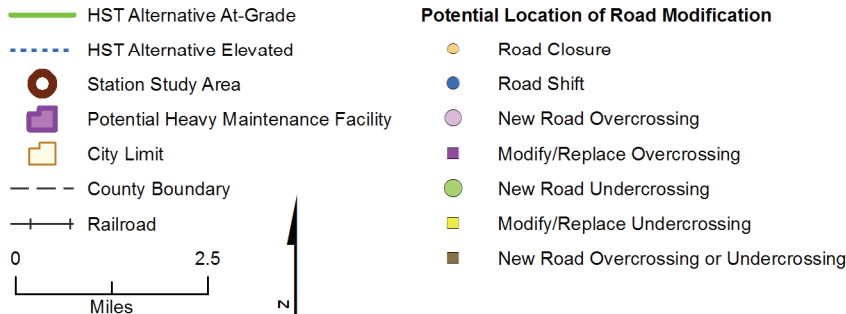 HST Alternative At-Grade
HST Alternative Elevated
Station Study Area
Potential Heavy Maintenance Facility
City Limit
County Boundary
Railroad
0 2.5
Miles
N
Potential Location of Road Modification
Road Closure
Road Shift
New Road Overcrossing
Modify/Replace Overcrossing
New Road Undercrossing
Modify/Replace Undercrossing
New Road Overcrossing or Undercrossing